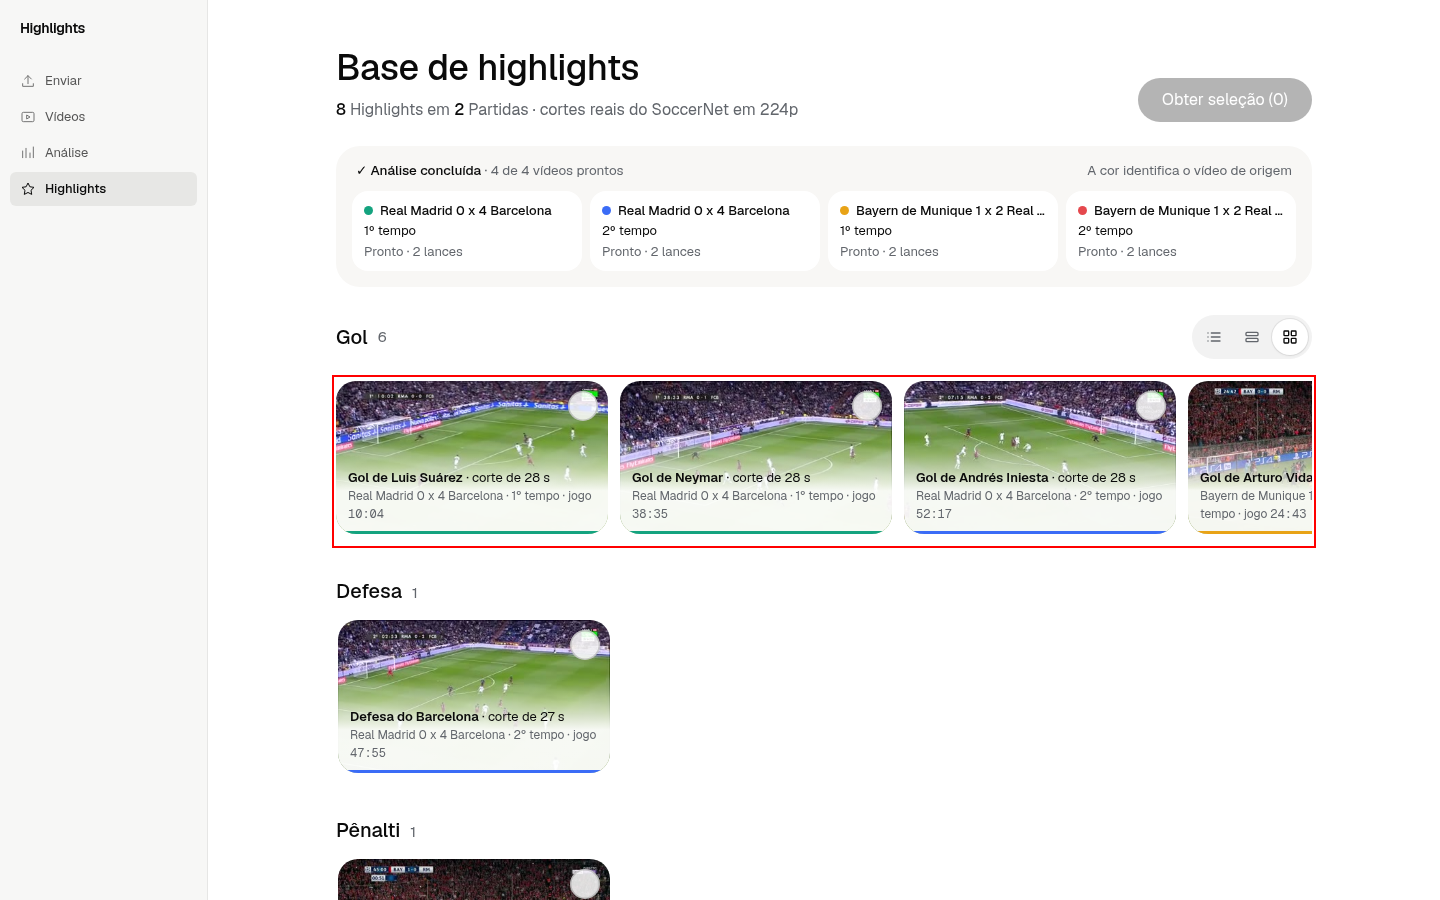 Highlights
Enviar
Vídeos
Análise
Highlights
Base de highlights
8 Highlights em 2 Partidas · cortes reais do SoccerNet em 224p
Obter seleção (0)
✓ Análise concluída · 4 de 4 vídeos prontos
A cor identifica o vídeo de origem
Real Madrid 0 x 4 Barcelona
1º tempo
Pronto · 2 lances
Real Madrid 0 x 4 Barcelona
2º tempo
Pronto · 2 lances
Bayern de Munique 1 x 2 Real ...
1º tempo
Pronto · 2 lances
Bayern de Munique 1 x 2 Real ...
2º tempo
Pronto · 2 lances
Gol 6
Gol de Luis Suárez · corte de 28 s
Real Madrid 0 x 4 Barcelona · 1º tempo · jogo
10:04
Gol de Neymar · corte de 28 s
Real Madrid 0 x 4 Barcelona · 1º tempo · jogo
38:35
Gol de Andrés Iniesta · corte de 28 s
Real Madrid 0 x 4 Barcelona · 2º tempo · jogo
52:17
Gol de Arturo Vida
Bayern de Munique 1
tempo · jogo 24:43
Defesa 1
Defesa do Barcelona · corte de 27 s
Real Madrid 0 x 4 Barcelona · 2º tempo · jogo
47:55
Pênalti 1